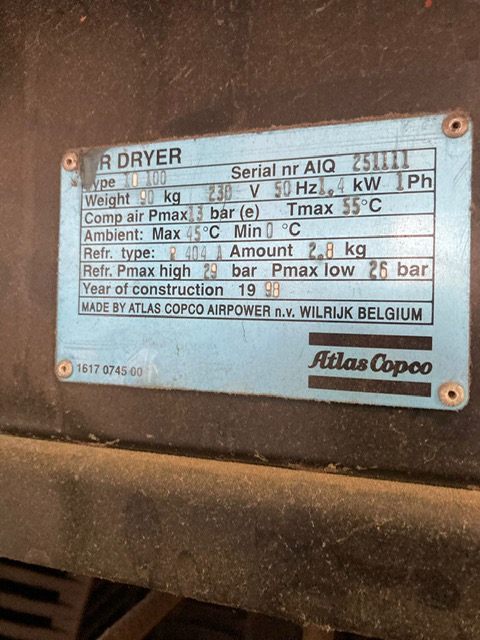 R DRYER
ype 100 Serial nr AIQ 251111
Weight 90 kg 230 V 50 Hz 1,4 kW 1 Ph
Comp air Pmax 13 bar (e) Tmax 55°C
Ambient: Max 45°C Min 0 °C
Refr. type: R 404 A Amount 2.8 kg
Refr. Pmax high 29 bar Pmax low 26 bar
Year of construction 19 98
MADE BY ATLAS COPCO AIRPOWER n.v. WILRIJK BELGIUM
Atlas Copco
1617 0745 00